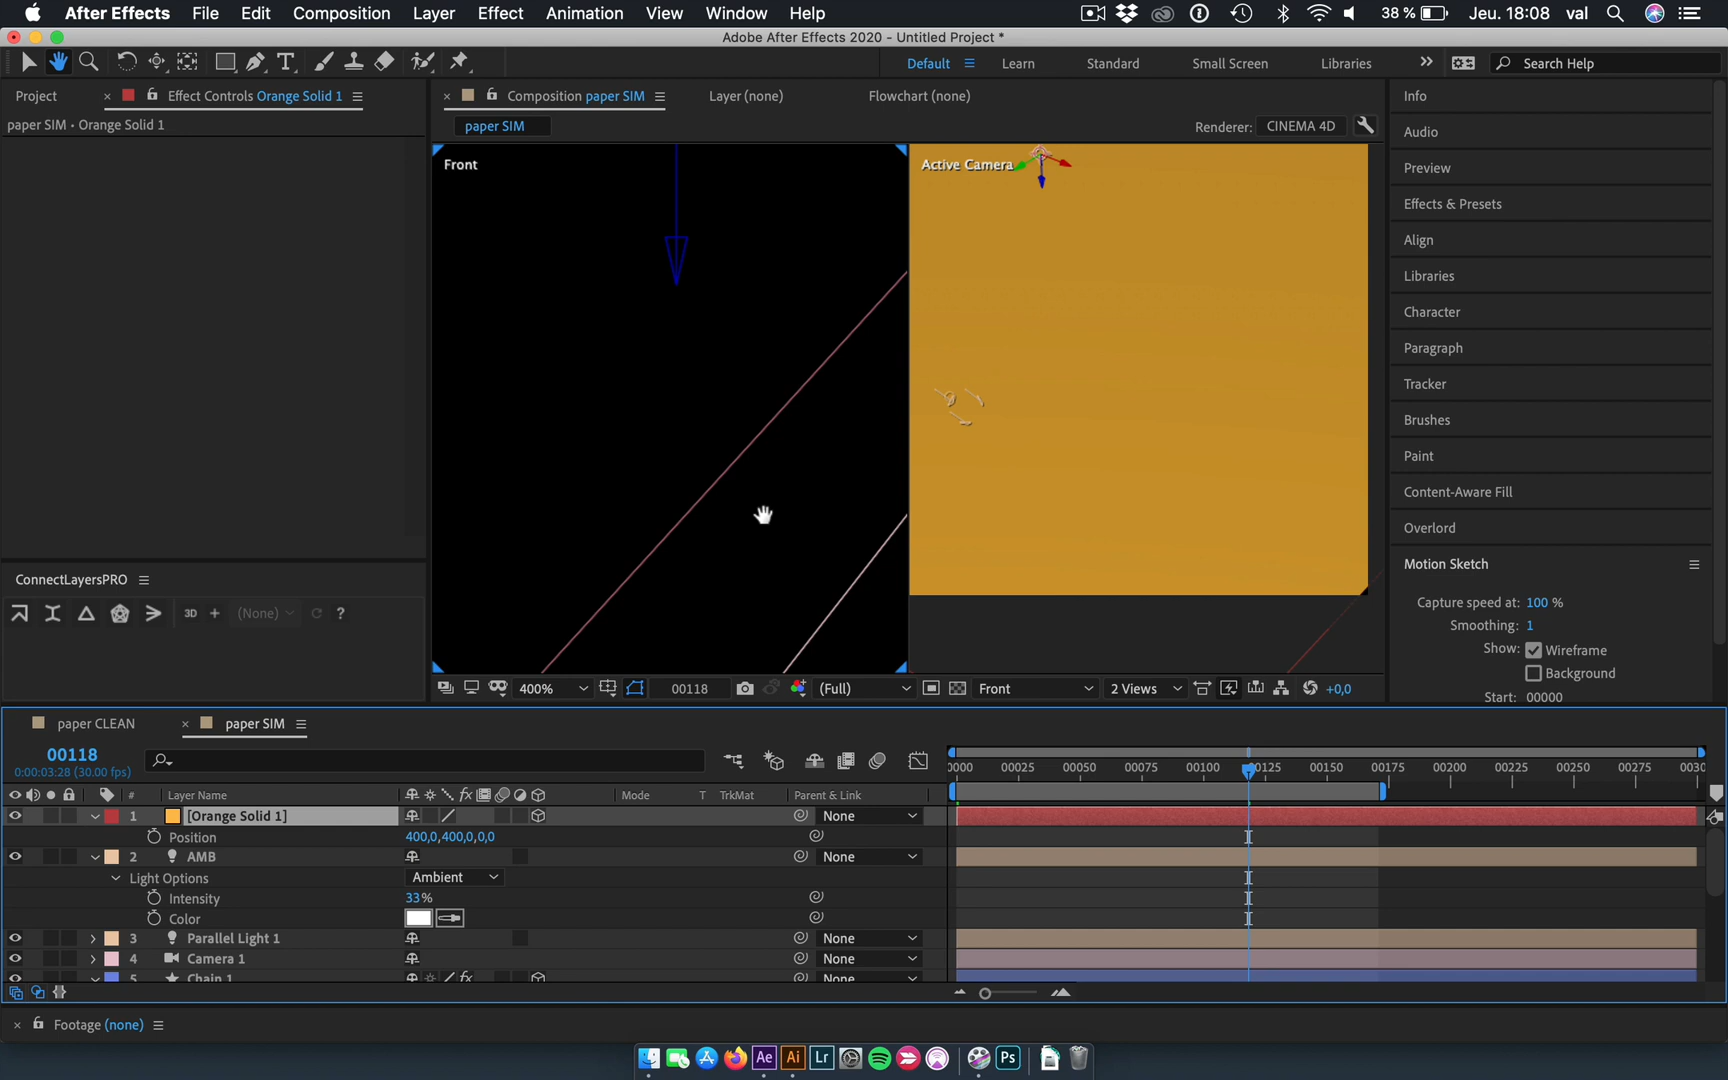 After Effects File Edit Composition Layer Effect Animation View Window Help 38 % Jeu. 18:08 val
Adobe After Effects 2020 - Untitled Project *
Default Learn Standard Small Screen Libraries Search Help
Project × Effect Controls Orange Solid 1
paper SIM • Orange Solid 1
× Composition paper SIM Layer (none) Flowchart (none)
paper SIM Renderer: CINEMA 4D
Front
Active Camera
Info
Audio
Preview
Effects & Presets
Align
Libraries
Character
Paragraph
Tracker
Brushes
Paint
Content-Aware Fill
Overlord
Motion Sketch
Capture speed at: 100 %
Smoothing: 1
Show: Wireframe
Background
Start: 00000
ConnectLayersPRO
3D + (None) ?
400% 00118 (Full) Front 2 Views +0,0
paper CLEAN × paper SIM
00118
0:00:03:28 (30.00 fps)
0000 00025 00050 00075 00100 00125 00150 00175 00200 00225 00250 00275 0030
# Layer Name fx Mode T TrkMat Parent & Link
1 [Orange Solid 1] None
Position 400,0,400,0,0,0
2 AMB None
Light Options Ambient
Intensity 33%
Color
3 Parallel Light 1 None
4 Camera 1 None
5 Chain 1 fx None
× Footage (none)
Ae Ai Lr Ps